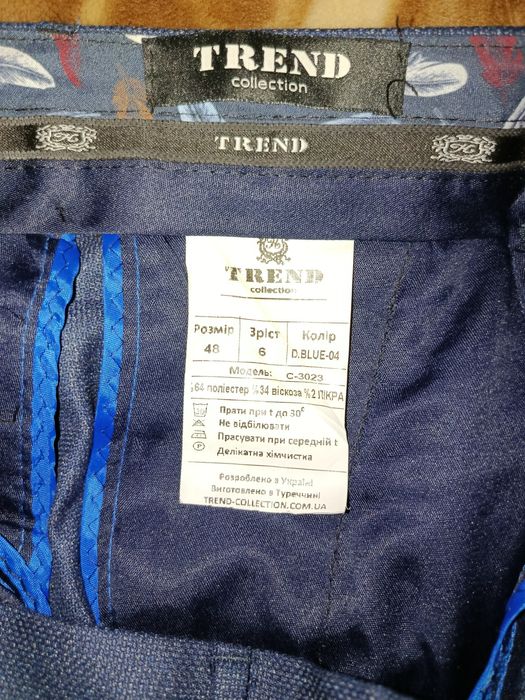 TREND
collection
TREND
TREND
collection
Розмір Зріст Колір
48 6 D.BLUE-04
Модель: C-3023
%64 поліестер %34 віскоза %2 ЛІКРА
Прати при t до 30°
Не відбілювати
Прасувати при середній t
Делікатна хімчистка
Розроблено в Україні
Виготовлено в Туреччині
TREND-COLLECTION.COM.UA